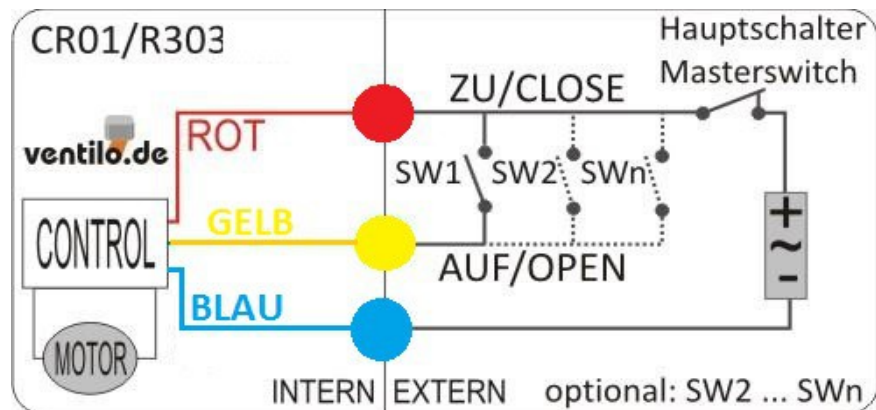 CR01/R303
Hauptschalter
Masterswitch
ZU/CLOSE
ventilo.de
ROT
SW1 SW2 SWn
GELB
CONTROL
+
~
-
AUF/OPEN
BLAU
MOTOR
INTERN EXTERN optional: SW2 ... SWn